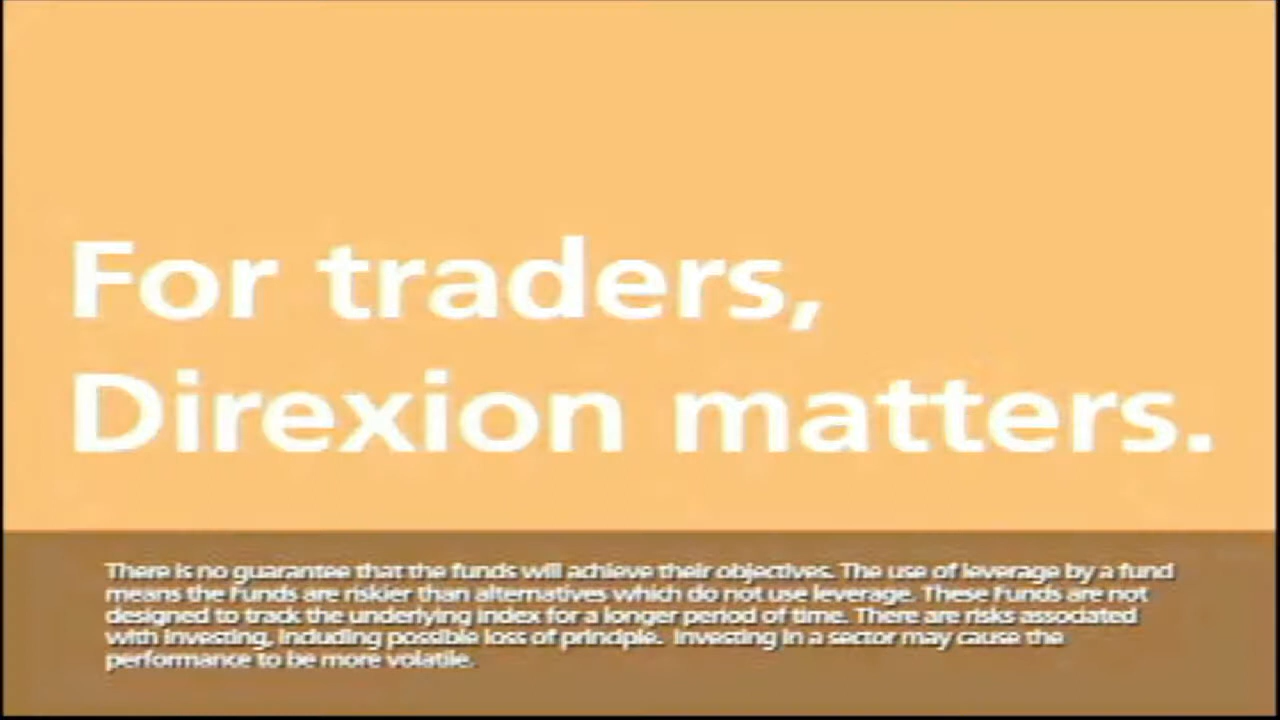 For traders,
Direxion matters.
There is no guarantee that the funds will achieve their objectives. The use of leverage by a fund
means the Funds are riskier than alternatives which do not use leverage. These Funds are not
designed to track the underlying index for a longer period of time. There are risks associated
with investing, including possible loss of principle. Investing in a sector may cause the
performance to be more volatile.